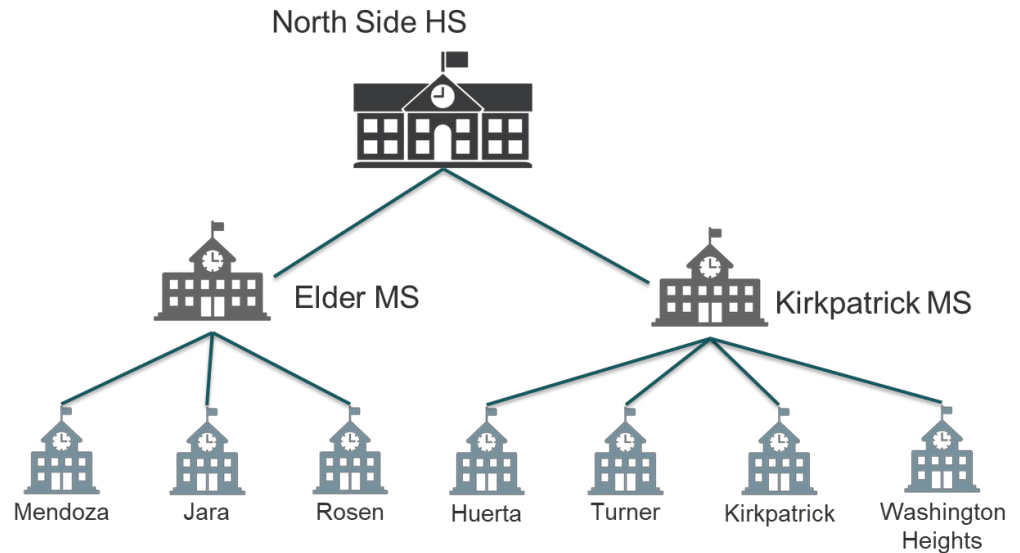 North Side HS
Elder MS
Kirkpatrick MS
Mendoza
Jara
Rosen
Huerta
Turner
Kirkpatrick
Washington
Heights